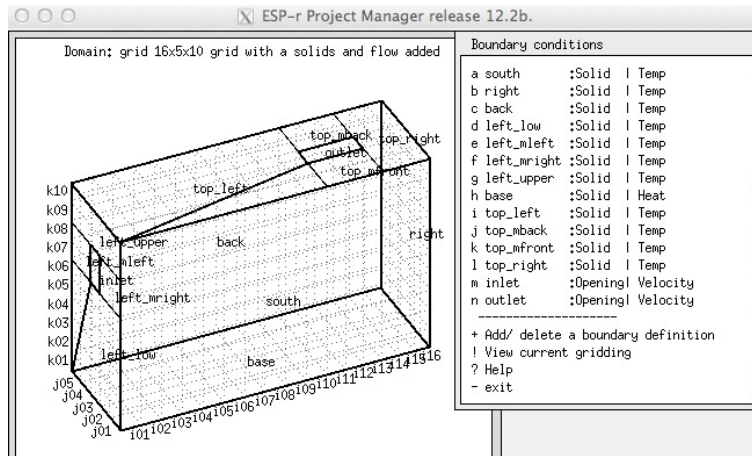 ESP-r Project Manager release 12.2b.
Domain: grid 16x5x10 grid with a solids and flow added
top_mback
top_right
outlet
top_mfront
top_left
k10
k09
k08
k07
k06
k05
k04
k03
k02
k01
left_upper
back
right
left_mleft
inlet
left_mright
south
left_low
base
j05
j04
j03
j02
j01
i01 i02 i03 i04 i05 i06 i07 i08 i09 i10 i11 i12 i13 i14 i15 i16
Boundary conditions
a south :Solid | Temp
b right :Solid | Temp
c back :Solid | Temp
d left_low :Solid | Temp
e left_mleft :Solid | Temp
f left_mright :Solid | Temp
g left_upper :Solid | Temp
h base :Solid | Heat
i top_left :Solid | Temp
j top_mback :Solid | Temp
k top_mfront :Solid | Temp
l top_right :Solid | Temp
m inlet :Opening| Velocity
n outlet :Opening| Velocity
+ Add/ delete a boundary definition
! View current gridding
? Help
- exit